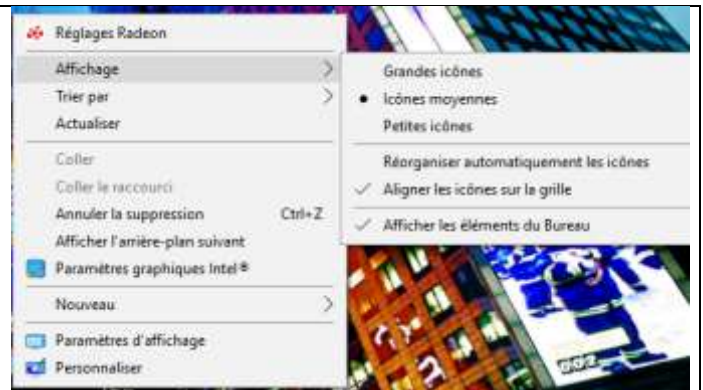 Réglages Radeon
Affichage
Trier par
Actualiser
Coller
Coller le raccourci
Annuler la suppression Ctrl+Z
Afficher l'arrière-plan suivant
Paramètres graphiques Intel®
Nouveau
Paramètres d'affichage
Personnaliser
Grandes icônes
Icônes moyennes
Petites icônes
Réorganiser automatiquement les icônes
Aligner les icônes sur la grille
Afficher les éléments du Bureau